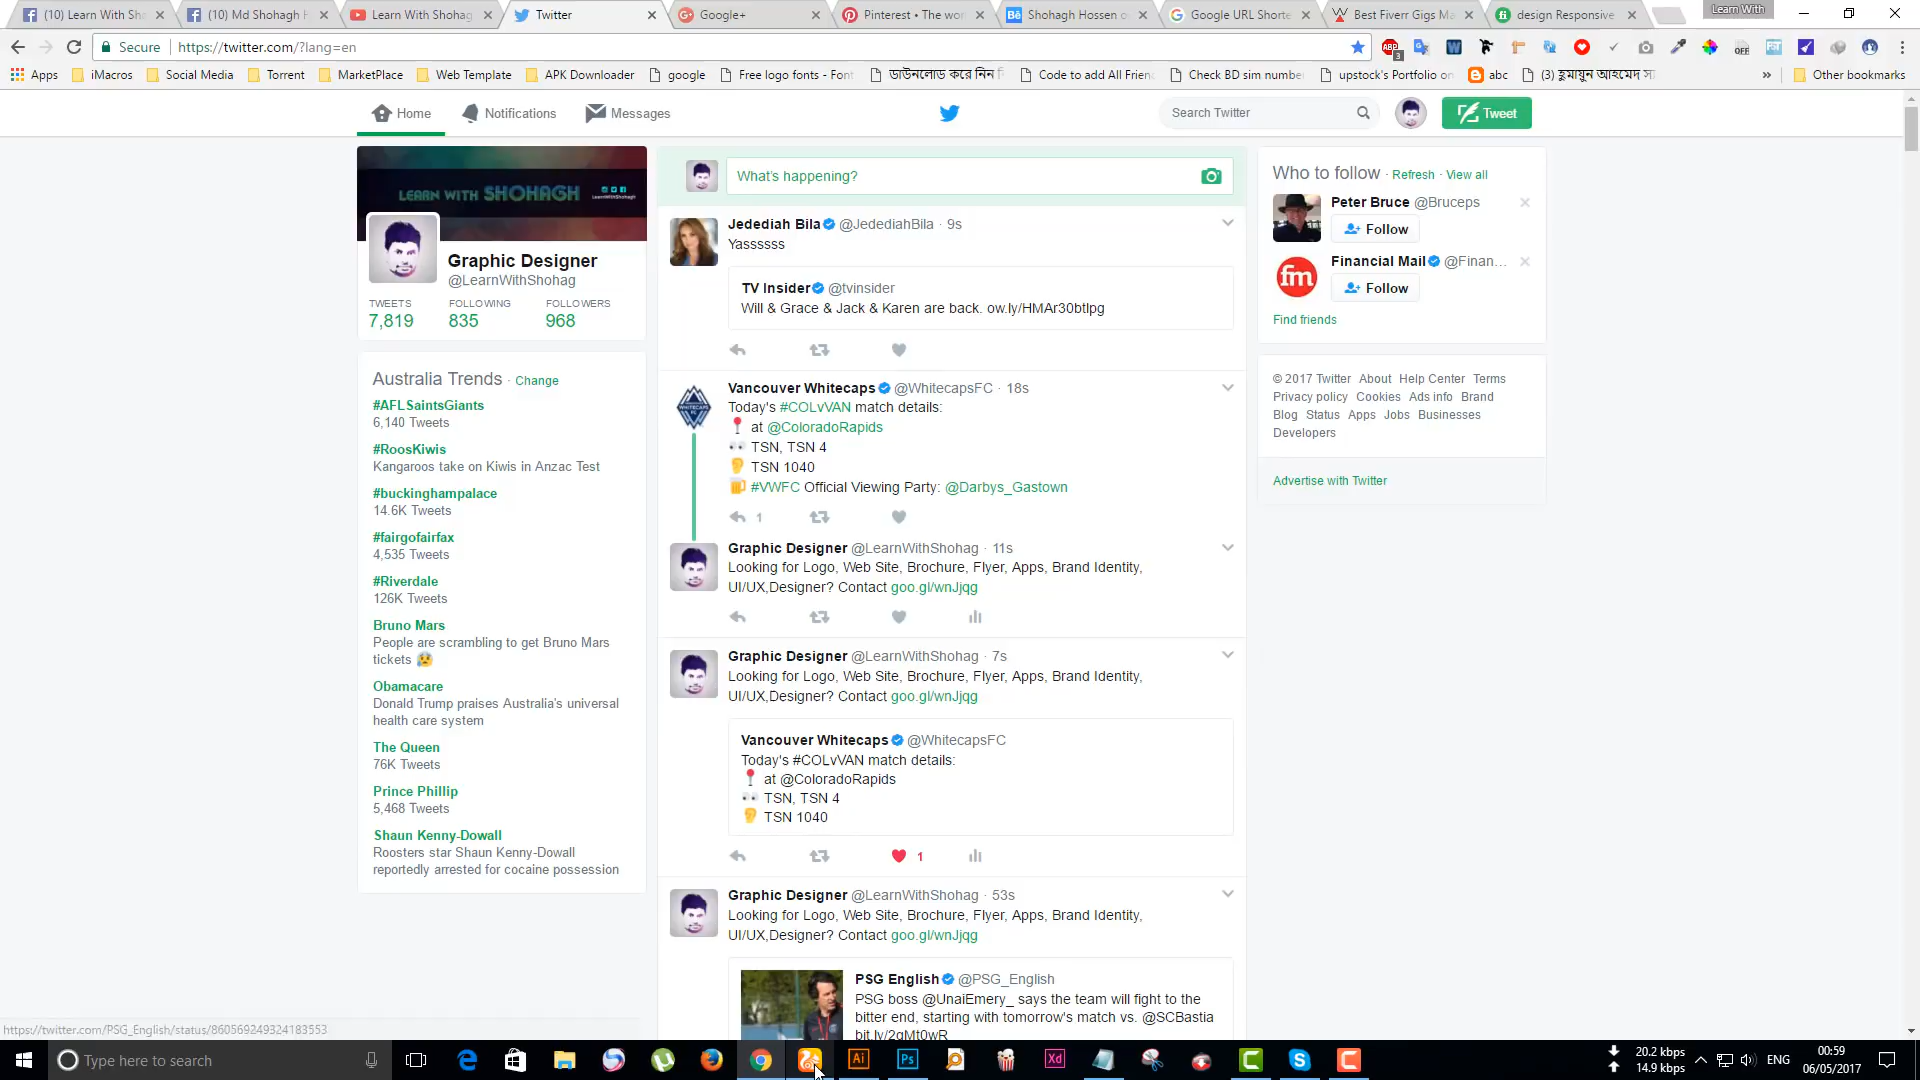 (10) Learn With Sho
(10) Md Shohagh H
Learn With Shohag
Twitter
Google+
Pinterest • The wor
Shohagh Hossen on
Google URL Shorte
Best Fiverr Gigs Ma
design Responsive
Learn With
Secure
https://twitter.com/?lang=en
Apps
iMacros
Social Media
Torrent
MarketPlace
Web Template
APK Downloader
google
Free logo fonts - Font
ডাউনলোড করে নিন
Code to add All Frien
Check BD sim numbe
upstock's Portfolio on
abc
(3) হুমায়ুন আহমেদ স
»
Other bookmarks
Home
Notifications
Messages
Search Twitter
Tweet
LEARN WITH SHOHAGH
LearnWithShohagh
Graphic Designer
@LearnWithShohag
TWEETS FOLLOWING FOLLOWERS
7,819 835 968
Australia Trends · Change
#AFLSaintsGiants
6,140 Tweets
#RoosKiwis
Kangaroos take on Kiwis in Anzac Test
#buckinghampalace
14.6K Tweets
#fairgofairfax
4,535 Tweets
#Riverdale
126K Tweets
Bruno Mars
People are scrambling to get Bruno Mars
tickets 😰
Obamacare
Donald Trump praises Australia's universal
health care system
The Queen
76K Tweets
Prince Phillip
5,468 Tweets
Shaun Kenny-Dowall
Roosters star Shaun Kenny-Dowall
reportedly arrested for cocaine possession
What's happening?
Jedediah Bila @JedediahBila · 9s
Yassssss
TV Insider @tvinsider
Will & Grace & Jack & Karen are back. ow.ly/HMAr30btlpg
Vancouver Whitecaps @WhitecapsFC · 18s
Today's #COLvVAN match details:
📍 at @ColoradoRapids
👀 TSN, TSN 4
👂 TSN 1040
🍺 #VWFC Official Viewing Party: @Darbys_Gastown
1
Graphic Designer @LearnWithShohag · 11s
Looking for Logo, Web Site, Brochure, Flyer, Apps, Brand Identity,
UI/UX,Designer? Contact goo.gl/wnJjqg
Graphic Designer @LearnWithShohag · 7s
Looking for Logo, Web Site, Brochure, Flyer, Apps, Brand Identity,
UI/UX,Designer? Contact goo.gl/wnJjqg
Vancouver Whitecaps @WhitecapsFC
Today's #COLvVAN match details:
📍 at @ColoradoRapids
👀 TSN, TSN 4
👂 TSN 1040
1
Graphic Designer @LearnWithShohag · 53s
Looking for Logo, Web Site, Brochure, Flyer, Apps, Brand Identity,
UI/UX,Designer? Contact goo.gl/wnJjqg
PSG English @PSG_English
PSG boss @UnaiEmery_ says the team will fight to the
bitter end, starting with tomorrow's match vs. @SCBastia
bit.ly/2qMt0wR
Who to follow · Refresh · View all
Peter Bruce @Bruceps
Follow
fm
Financial Mail @Finan...
Follow
Find friends
© 2017 Twitter About Help Center Terms
Privacy policy Cookies Ads info Brand
Blog Status Apps Jobs Businesses
Developers
Advertise with Twitter
https://twitter.com/PSG_English/status/860569249324183553
Type here to search
Ai
Ps
Xd
20.2 kbps
14.9 kbps
ENG
00:59
06/05/2017